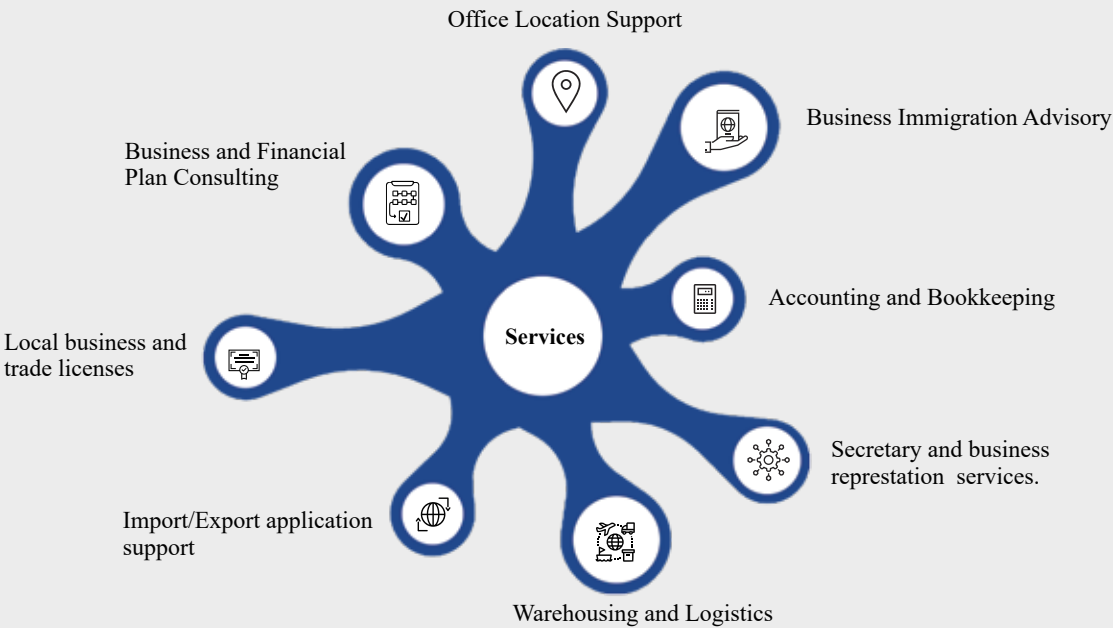 Office Location Support
Business Immigration Advisory
Business and Financial
Plan Consulting
Accounting and Bookkeeping
Services
Local business and
trade licenses
Secretary and business
represtation  services.
Import/Export application
support
Warehousing and Logistics